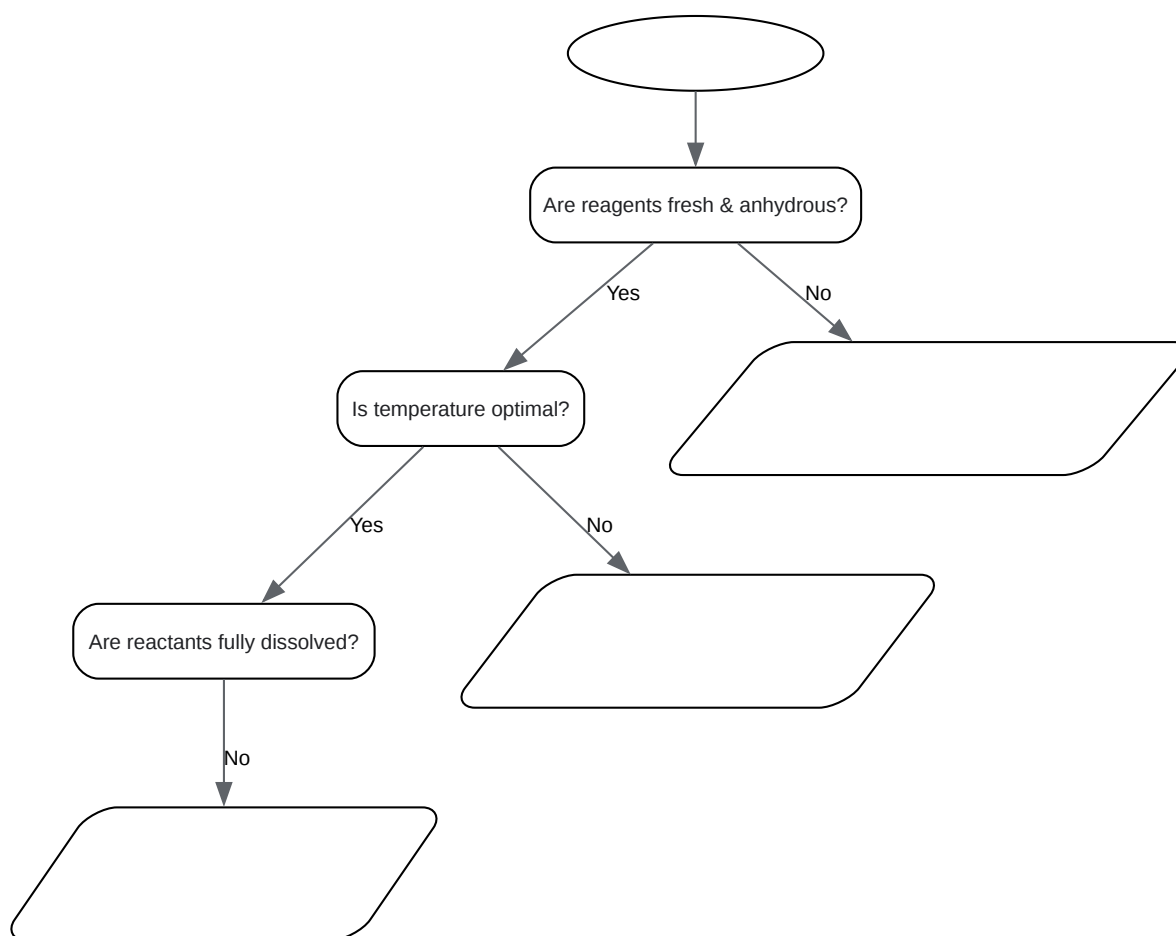 Are reagents fresh & anhydrous?
Yes
No
Is temperature optimal?
Yes
No
Are reactants fully dissolved?
No